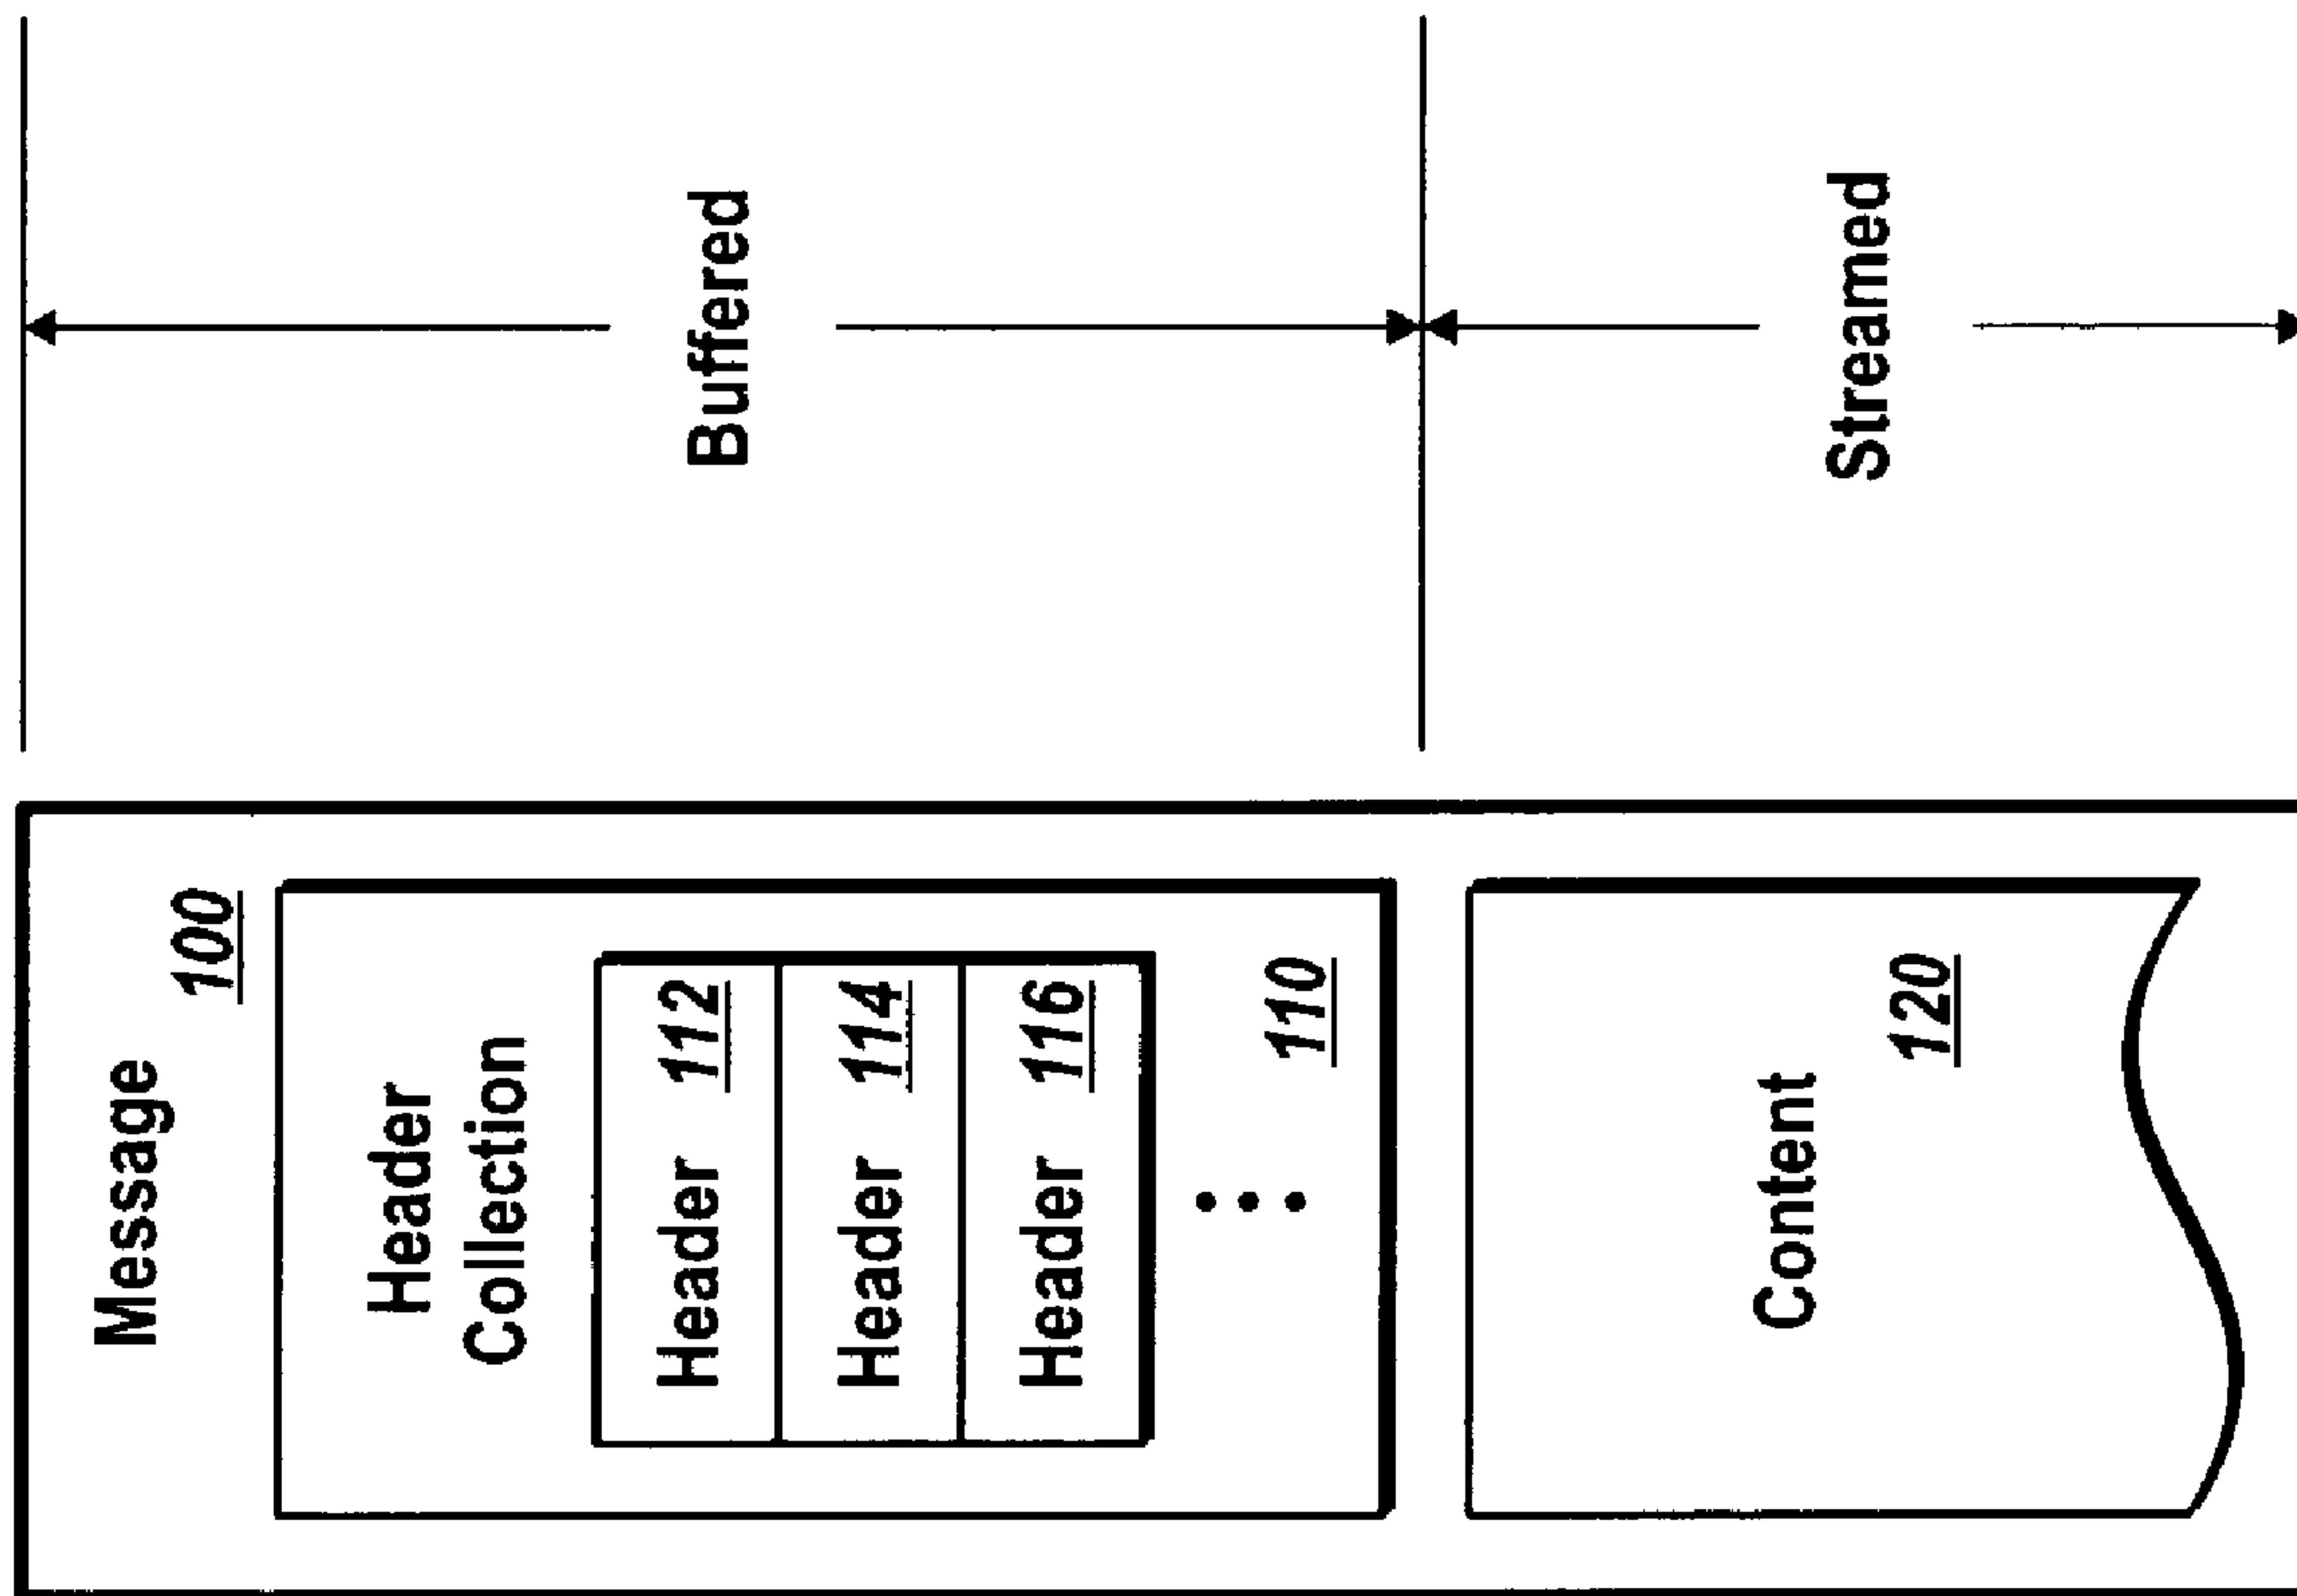 Message
100
Header
Collection
Header 112
Header 114
Header 116
110
Content
120
Buffered
Streamed